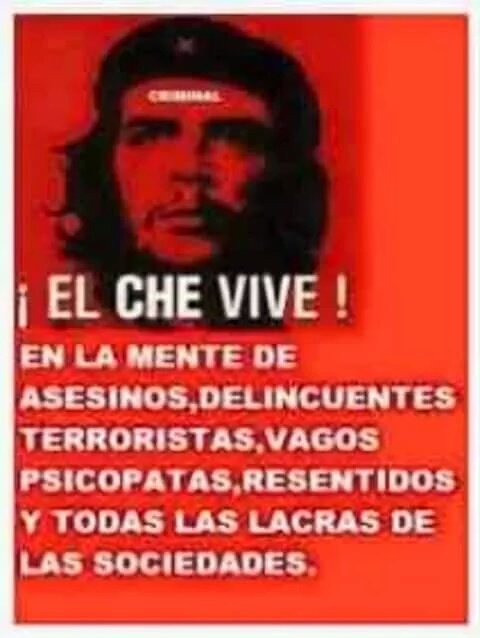 CRIMINAL
¡ EL CHE VIVE !
EN LA MENTE DE
ASESINOS,DELINCUENTES
TERRORISTAS,VAGOS
PSICOPATAS,RESENTIDOS
Y TODAS LAS LACRAS DE
LAS SOCIEDADES.